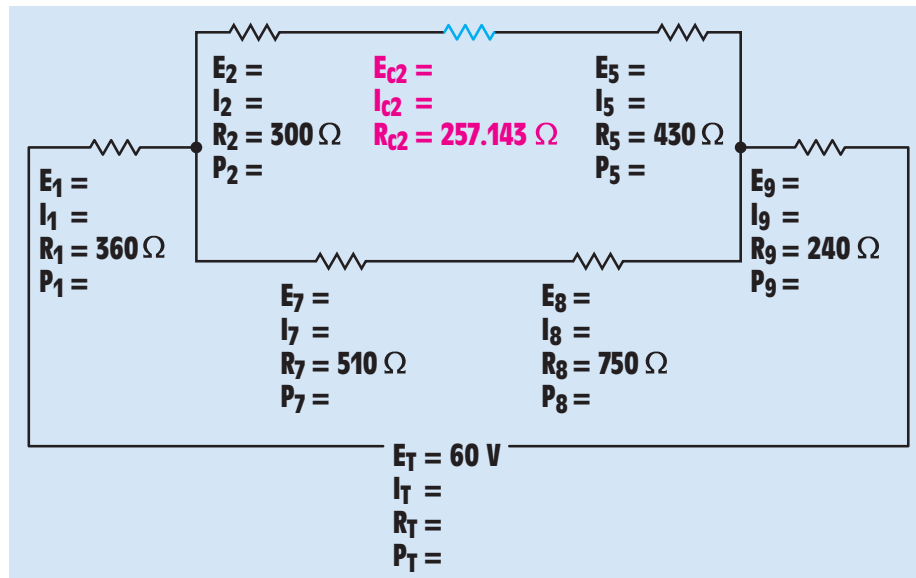 E2 =
I2 =
R2 = 300 Ω
P2 =
Ec2 =
Ic2 =
Rc2 = 257.143 Ω
E5 =
I5 =
R5 = 430 Ω
P5 =
E1 =
I1 =
R1 = 360 Ω
P1 =
E9 =
I9 =
R9 = 240 Ω
P9 =
E7 =
I7 =
R7 = 510 Ω
P7 =
E8 =
I8 =
R8 = 750 Ω
P8 =
ET = 60 V
IT =
RT =
PT =